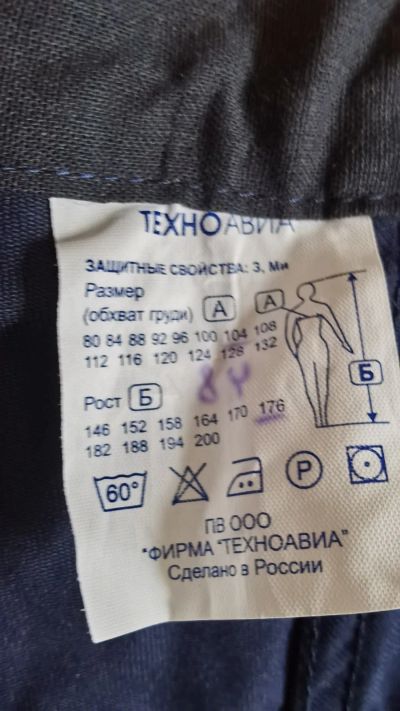 ТЕХНОАВИА
ЗАЩИТНЫЕ СВОЙСТВА: З, Ми
Размер
(обхват груди) А А
80 84 88 92 96 100 104 108
112 116 120 124 128 132
Рост Б
Б
146 152 158 164 170 176
182 188 194 200
60° P
ПВ ООО
"ФИРМА "ТЕХНОАВИА"
Сделано в России